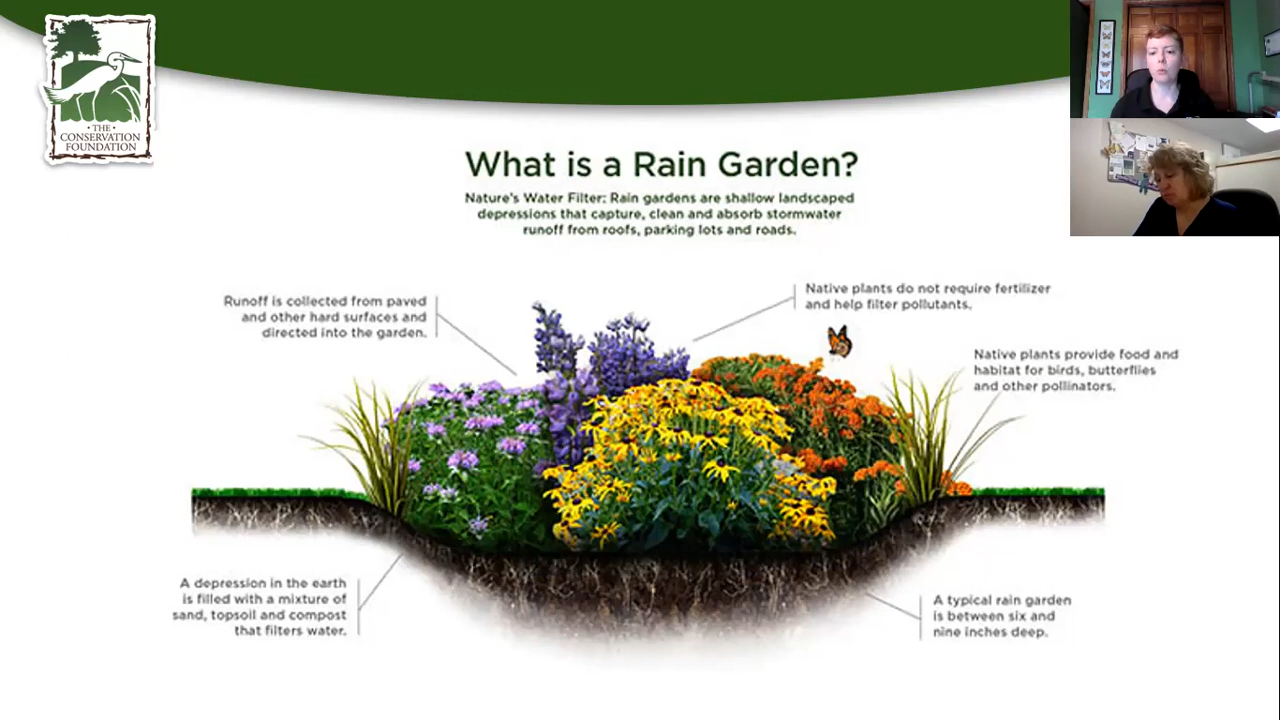 • THE •
CONSERVATION
FOUNDATION
What is a Rain Garden?
Nature's Water Filter: Rain gardens are shallow landscaped
depressions that capture, clean and absorb stormwater
runoff from roofs, parking lots and roads.
Runoff is collected from paved
and other hard surfaces and
directed into the garden.
Native plants do not require fertilizer
and help filter pollutants.
Native plants provide food and
habitat for birds, butterflies
and other pollinators.
A depression in the earth
is filled with a mixture of
sand, topsoil and compost
that filters water.
A typical rain garden
is between six and
nine inches deep.